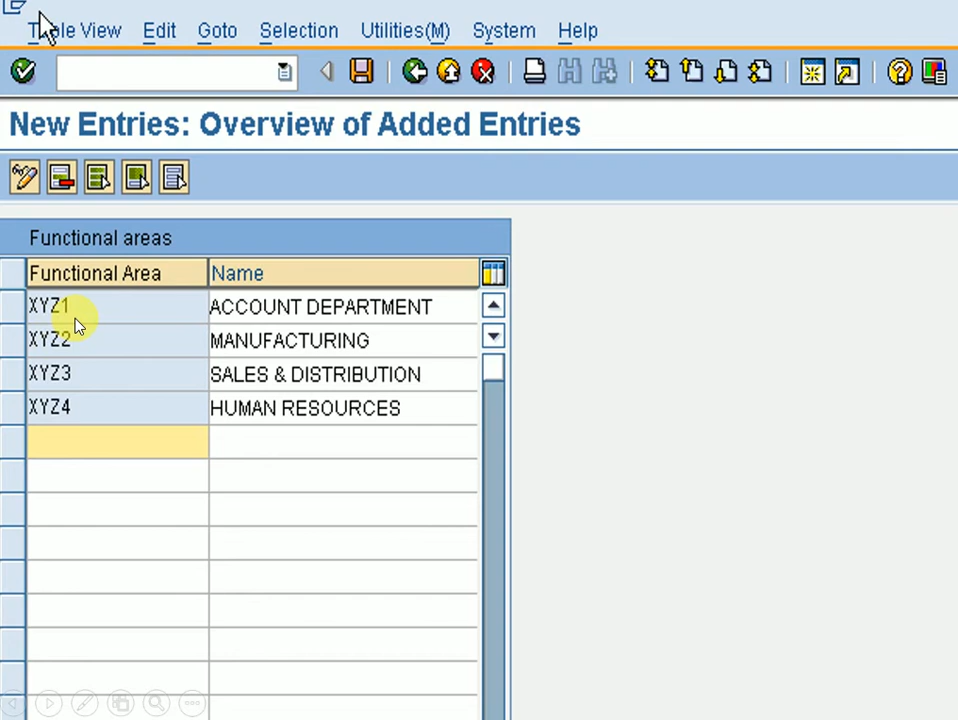 Table View Edit Goto Selection Utilities(M) System Help
New Entries: Overview of Added Entries
Functional areas
Functional Area Name
XYZ1 ACCOUNT DEPARTMENT
XYZ2 MANUFACTURING
XYZ3 SALES & DISTRIBUTION
XYZ4 HUMAN RESOURCES